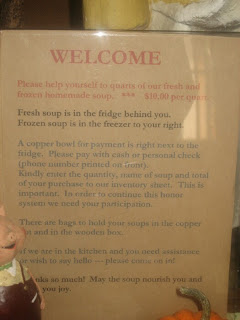 WELCOME
Please help yourself to quarts of our fresh and
frozen homemade soup. *** $10.00 per quart
Fresh soup is in the fridge behind you.
Frozen soup is in the freezer to your right.
A copper bowl for payment is right next to the
fridge. Please pay with cash or personal check
(phone number printed on front).
Kindly enter the quantity, name of soup and total
of your purchase to our inventory sheet. This is
important. In order to continue this honor
system we need your participation.
There are bags to hold your soups in the copper
and in the wooden box.
If we are in the kitchen and you need assistance
or wish to say hello — please come on in!
Thanks so much! May the soup nourish you and
you joy.